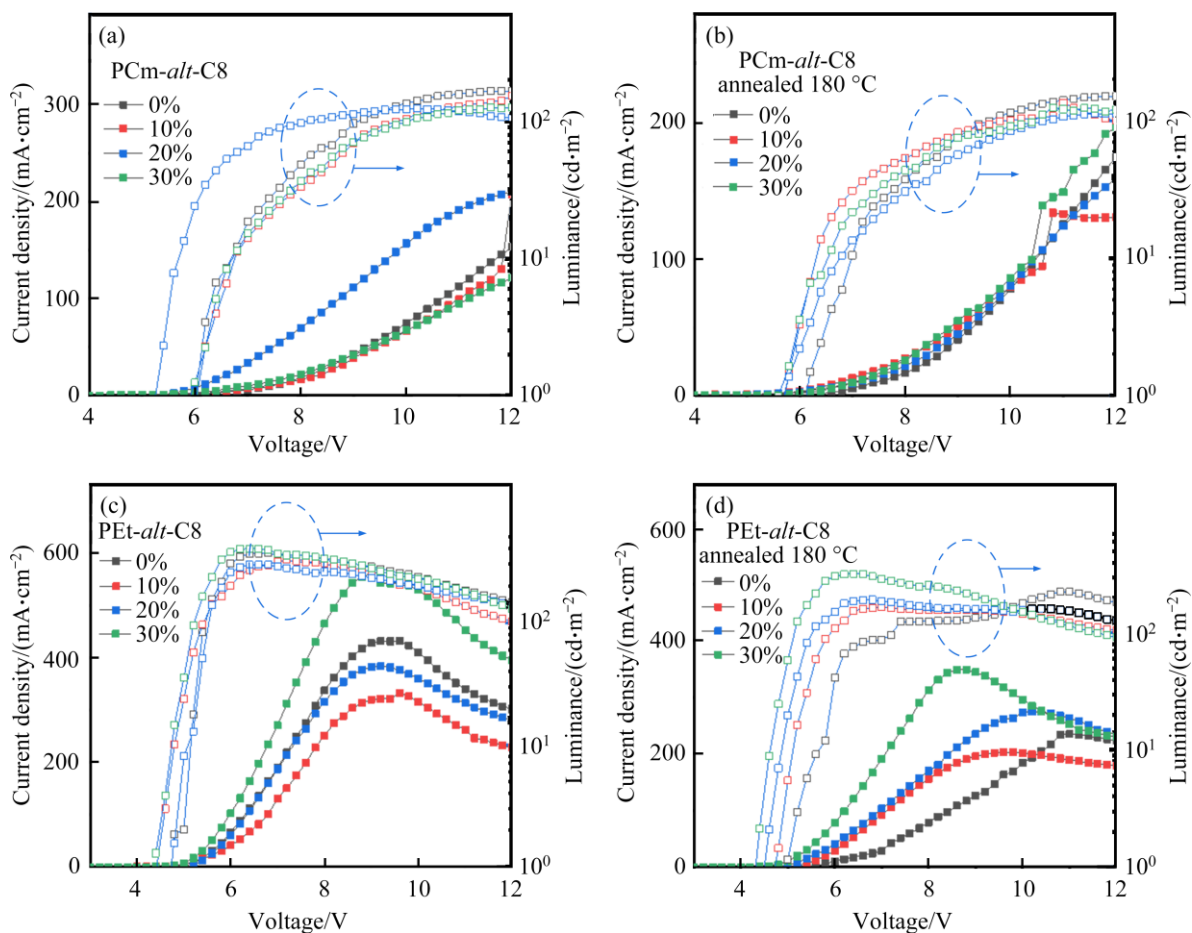 (a)
PCm-alt-C8
0%
10%
20%
30%
Current density/(mA·cm⁻²)
300
200
100
0
4 6 8 10 12
Voltage/V
10²
10¹
10⁰
Luminance/(cd·m⁻²)
(b)
PCm-alt-C8
annealed 180 °C
0%
10%
20%
30%
Current density/(mA·cm⁻²)
200
100
0
4 6 8 10 12
Voltage/V
10²
10¹
10⁰
Luminance/(cd·m⁻²)
(c)
PEt-alt-C8
0%
10%
20%
30%
Current density/(mA·cm⁻²)
600
400
200
0
4 6 8 10 12
Voltage/V
10²
10¹
10⁰
Luminance/(cd·m⁻²)
(d)
PEt-alt-C8
annealed 180 °C
0%
10%
20%
30%
Current density/(mA·cm⁻²)
600
400
200
0
4 6 8 10 12
Voltage/V
10²
10¹
10⁰
Luminance/(cd·m⁻²)